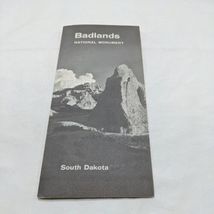 Badlands
NATIONAL MONUMENT
South Dakota